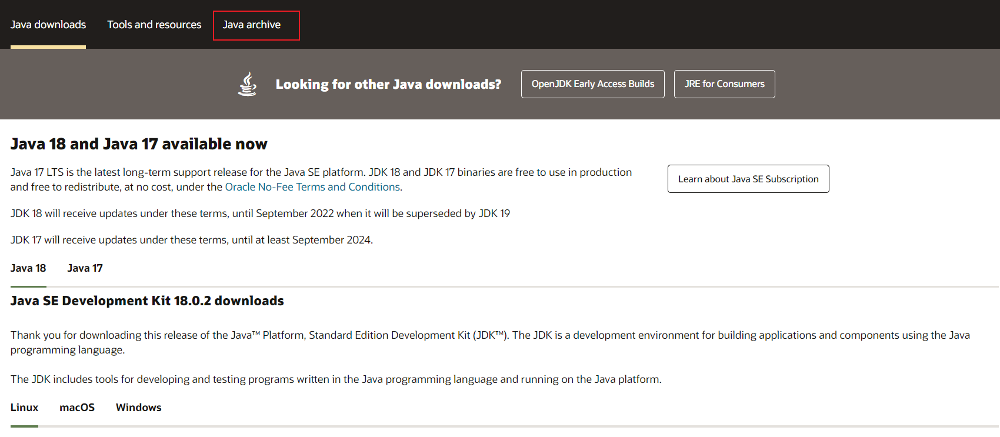 Java downloads Tools and resources Java archive
Looking for other Java downloads? OpenJDK Early Access Builds JRE for Consumers
Java 18 and Java 17 available now
Java 17 LTS is the latest long-term support release for the Java SE platform. JDK 18 and JDK 17 binaries are free to use in production
and free to redistribute, at no cost, under the Oracle No-Fee Terms and Conditions.
Learn about Java SE Subscription
JDK 18 will receive updates under these terms, until September 2022 when it will be superseded by JDK 19
JDK 17 will receive updates under these terms, until at least September 2024.
Java 18 Java 17
Java SE Development Kit 18.0.2 downloads
Thank you for downloading this release of the Java™ Platform, Standard Edition Development Kit (JDK™). The JDK is a development environment for building applications and components using the Java
programming language.
The JDK includes tools for developing and testing programs written in the Java programming language and running on the Java platform.
Linux macOS Windows